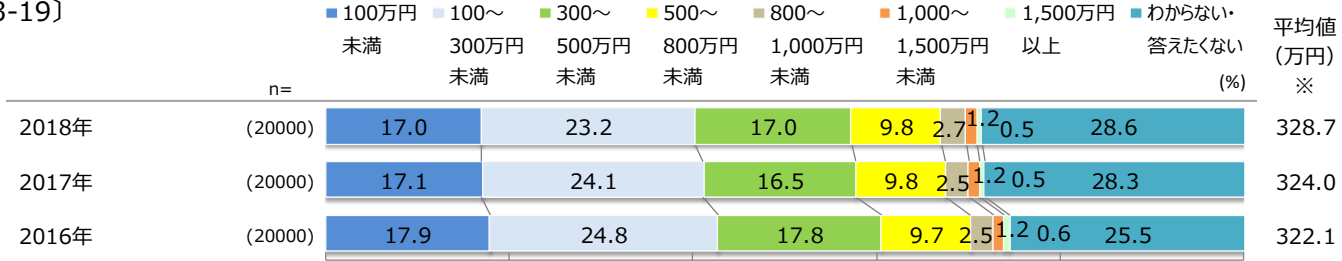 3-19〕
100万円 100～ 300～ 500～ 800～ 1,000～ 1,500万円 わからない・ 平均値
未満 300万円 500万円 800万円 1,000万円 1,500万円 以上 答えたくない (万円)
未満 未満 未満 未満 未満 (%) ※
n=
2018年 (20000) 17.0 23.2 17.0 9.8 2.7 1.2 0.5 28.6 328.7
2017年 (20000) 17.1 24.1 16.5 9.8 2.5 1.2 0.5 28.3 324.0
2016年 (20000) 17.9 24.8 17.8 9.7 2.5 1.2 0.6 25.5 322.1